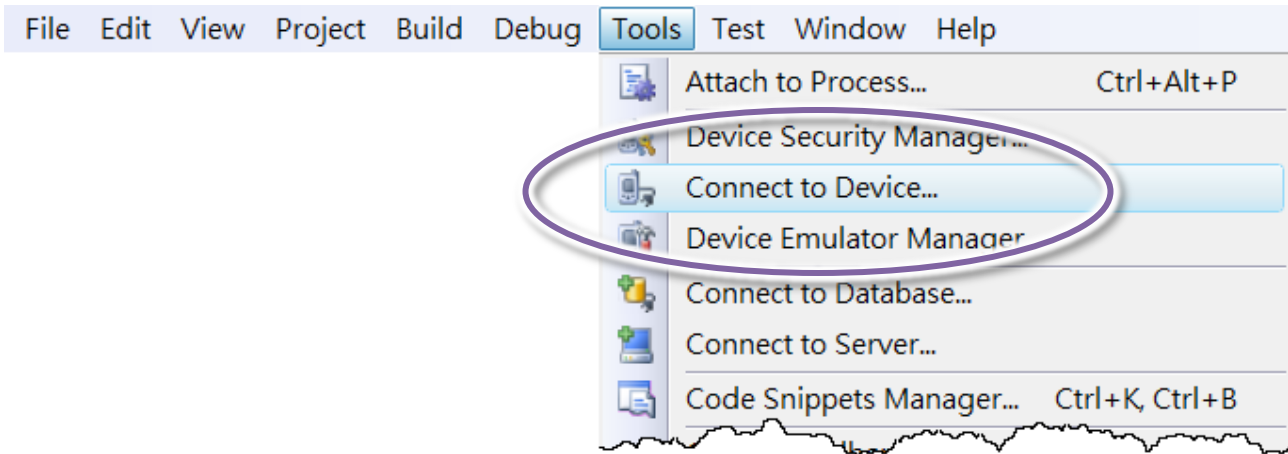 File Edit View Project Build Debug Tools Test Window Help
Attach to Process... Ctrl+Alt+P
Device Security Manager...
Connect to Device...
Device Emulator Manager
Connect to Database...
Connect to Server...
Code Snippets Manager... Ctrl+K, Ctrl+B